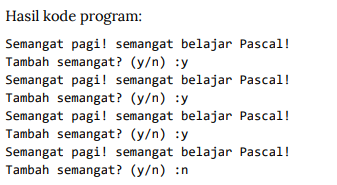 Hasil kode program:
Semangat pagi! semangat belajar Pascal!
Tambah semangat? (y/n) :y
Semangat pagi! semangat belajar Pascal!
Tambah semangat? (y/n) :y
Semangat pagi! semangat belajar Pascal!
Tambah semangat? (y/n) :y
Semangat pagi! semangat belajar Pascal!
Tambah semangat? (y/n) :n